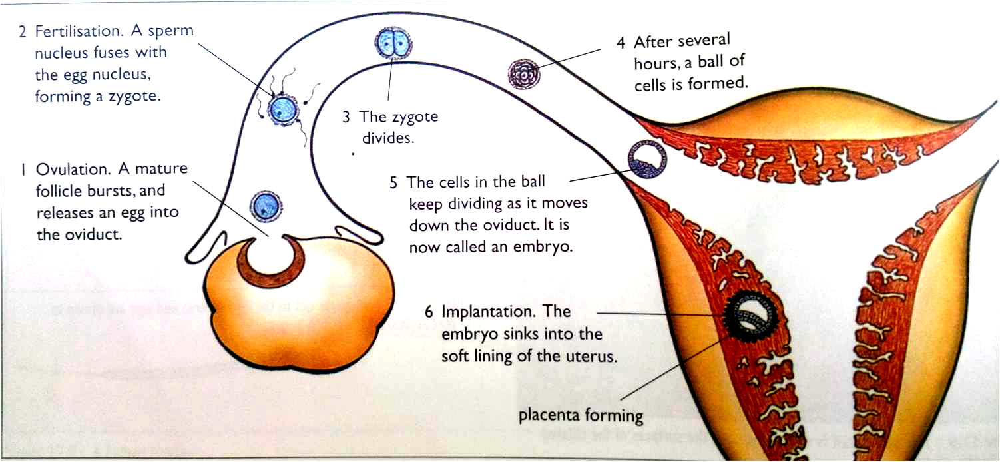 2 Fertilisation. A sperm
nucleus fuses with
the egg nucleus,
forming a zygote.
3 The zygote
divides.
4 After several
hours, a ball of
cells is formed.
1 Ovulation. A mature
follicle bursts, and
releases an egg into
the oviduct.
5 The cells in the ball
keep dividing as it moves
down the oviduct. It is
now called an embryo.
6 Implantation. The
embryo sinks into the
soft lining of the uterus.
placenta forming